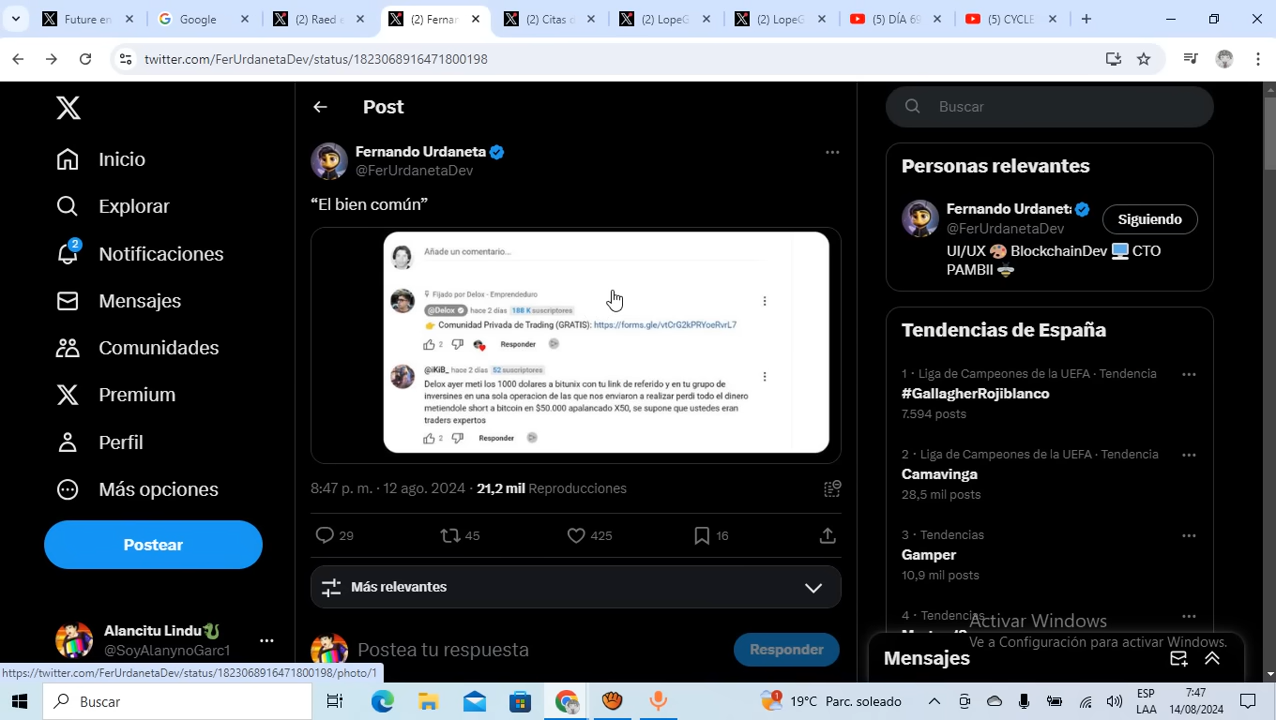 (2) Future en
Google
(2) Raed e
(2) Fernar
(2) Citas d
(2) LopeG
(2) LopeG
(5) DÍA 69
(5) CYCLE
twitter.com/FerUrdanetaDev/status/1823068916471800198
Inicio
Explorar
2
Notificaciones
Mensajes
Comunidades
Premium
Perfil
Más opciones
Postear
Alancitu Lindu
@SoyAlanynoGarc1
https://twitter.com/FerUrdanetaDev/status/1823068916471800198/photo/1
Post
Fernando Urdaneta
@FerUrdanetaDev
“El bien común”
Añade un comentario...
Fijado por Delox - Emprendeduro
@Delox hace 2 días 188 K suscriptores
Comunidad Privada de Trading (GRATIS): https://forms.gle/vtCrG2kPRYoeRvrL7
2 Responder
@iKiB_ hace 2 días 52 suscriptores
Delox ayer meti los 1000 dolares a bitunix con tu link de referido y en tu grupo de
inversines en una sola operacion de las que nos enviaron a realizar perdi todo el dinero
metiendole short a bitcoin en $50.000 apalancado X50, se supone que ustedes eran
traders expertos
2 Responder
8:47 p. m. · 12 ago. 2024 · 21,2 mil Reproducciones
29 45 425 16
Más relevantes
Postea tu respuesta
Responder
Buscar
Personas relevantes
Fernando Urdaneta
@FerUrdanetaDev
Siguiendo
UI/UX BlockchainDev CTO
PAMBII
Tendencias de España
1 · Liga de Campeones de la UEFA · Tendencia
#GallagherRojiblanco
7.594 posts
2 · Liga de Campeones de la UEFA · Tendencia
Camavinga
28,5 mil posts
3 · Tendencias
Gamper
10,9 mil posts
4 · Tendencias
Activar Windows
Ve a Configuración para activar Windows.
Mensajes
Buscar
1
19°C Parc. soleado
ESP
LAA
7:47
14/08/2024